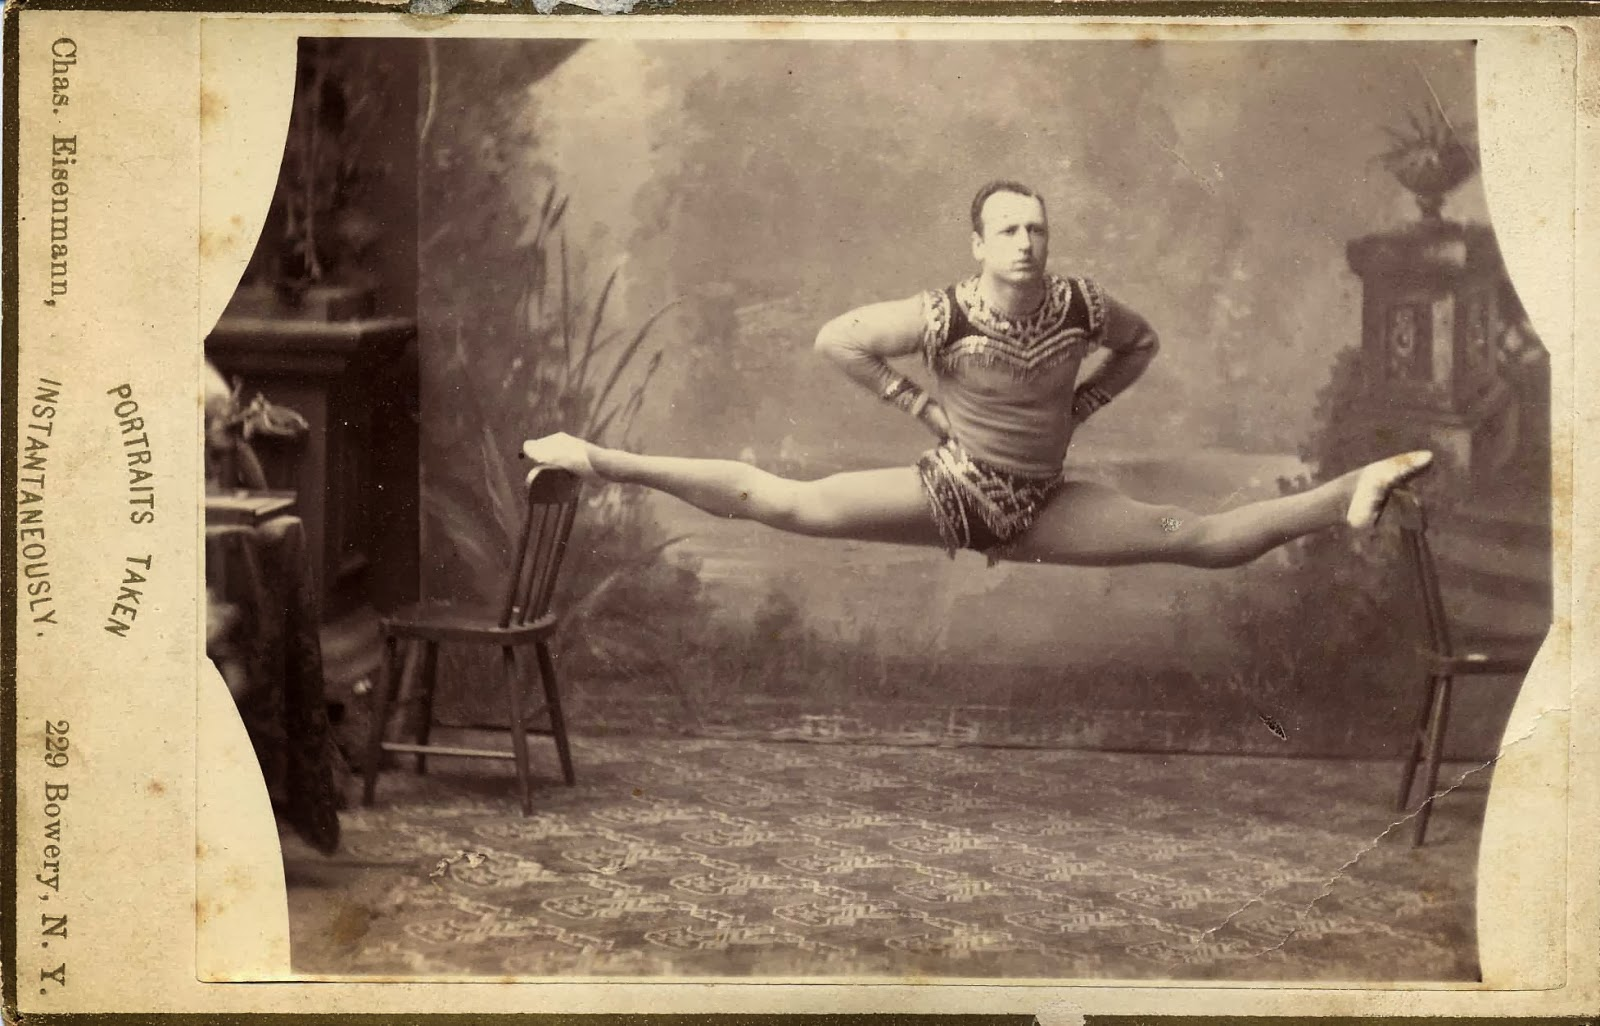 Chas. Eisenmann,
PORTRAITS TAKEN
INSTANTANEOUSLY.
229 Bowery, N. Y.